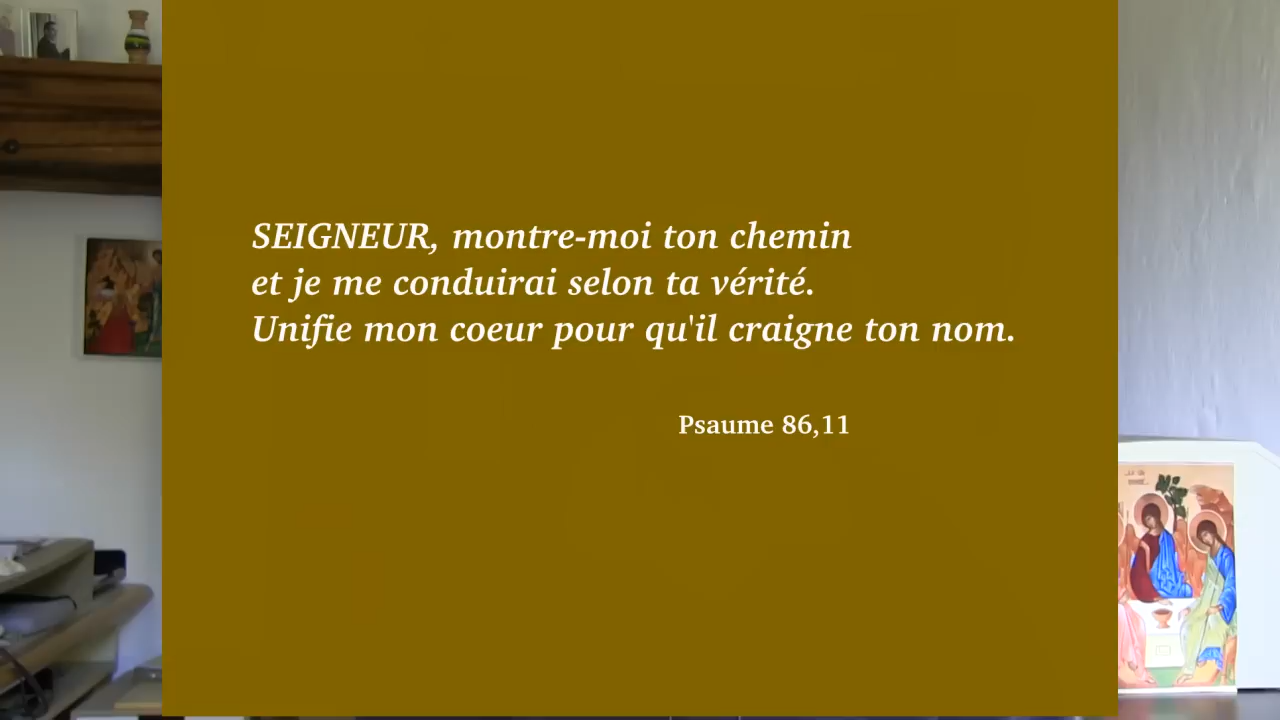 SEIGNEUR, montre-moi ton chemin
et je me conduirai selon ta vérité.
Unifie mon coeur pour qu'il craigne ton nom.
Psaume 86,11